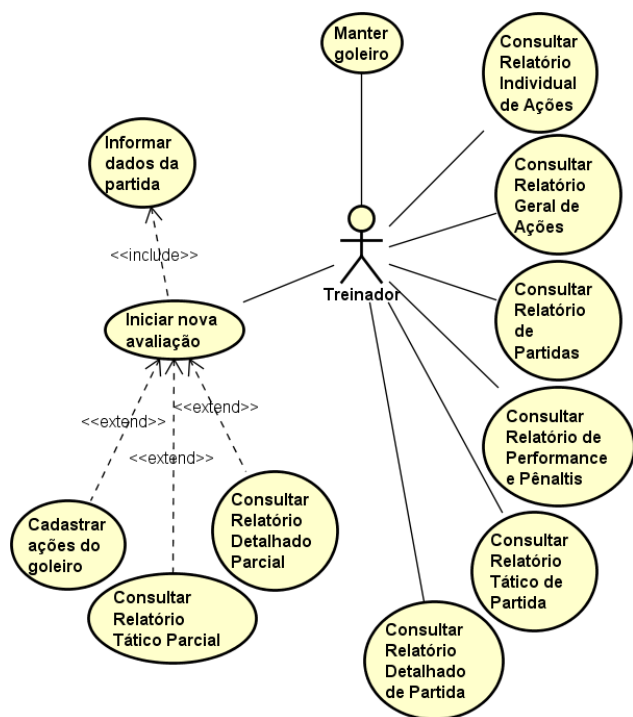 Manter
goleiro
Consultar
Relatório
Individual
de Ações
Informar
dados da
partida
Consultar
Relatório
Geral de
Ações
<<include>>
Treinador
Consultar
Relatório
de
Partidas
Iniciar nova
avaliação
<<extend>>
<<extend>>
<<extend>>
Consultar
Relatório de
Performance
e Pênaltis
Cadastrar
ações do
goleiro
Consultar
Relatório
Detalhado
Parcial
Consultar
Relatório
Tático Parcial
Consultar
Relatório
Tático de
Partida
Consultar
Relatório
Detalhado
de Partida